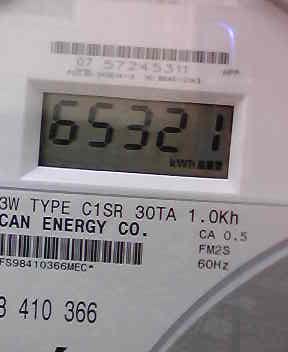 07 57245311
65321
kWh
3W TYPE C1SR 30TA 1.0Kh
CAN ENERGY CO.
CA 0.5
FM2S
60Hz
FS98410366MEC*
8 410 366